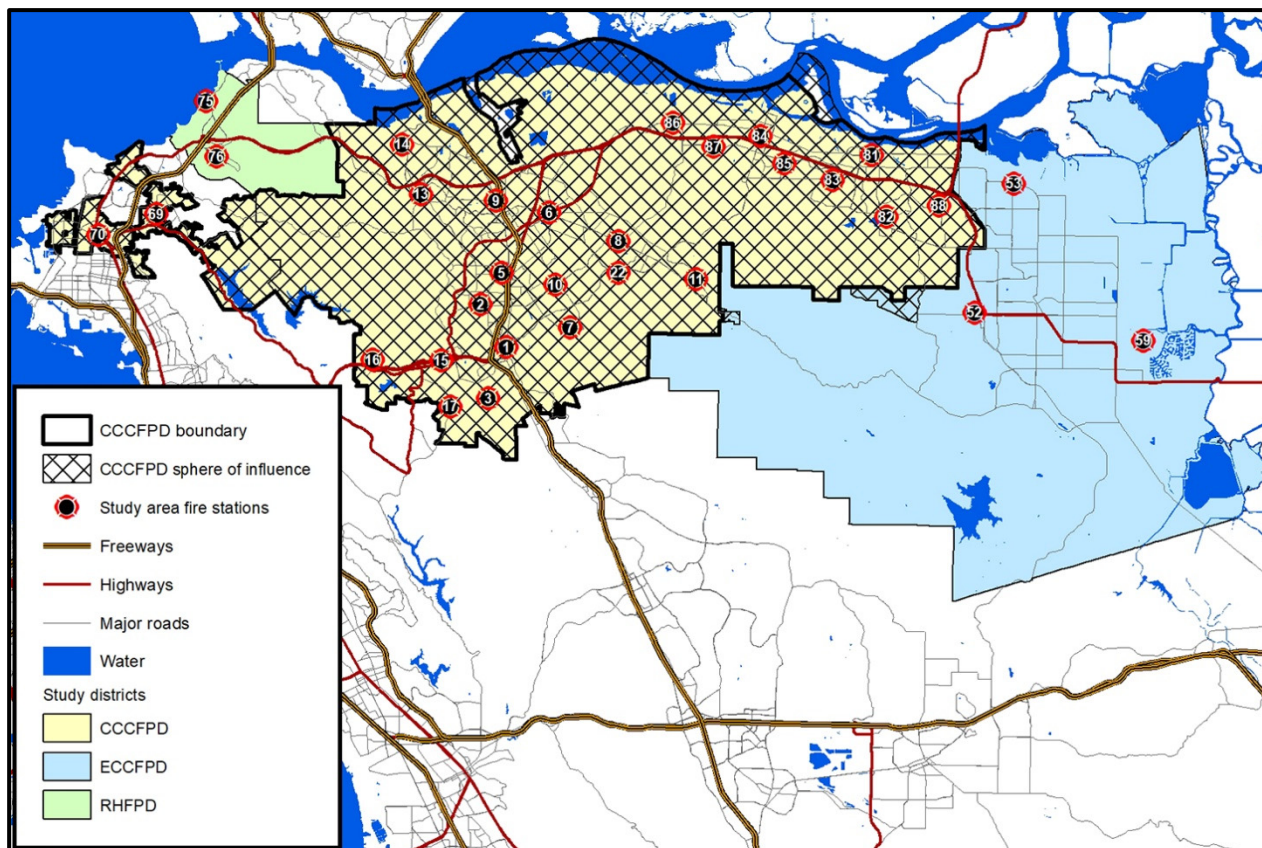 75
76
14
86
87
84
85
81
83
53
13
9
6
69
70
82
88
8
5
22
11
10
2
7
52
59
1
16
15
17
3
CCCFPD boundary
CCCFPD sphere of influence
Study area fire stations
Freeways
Highways
Major roads
Water
Study districts
CCCFPD
ECCFPD
RHFPD